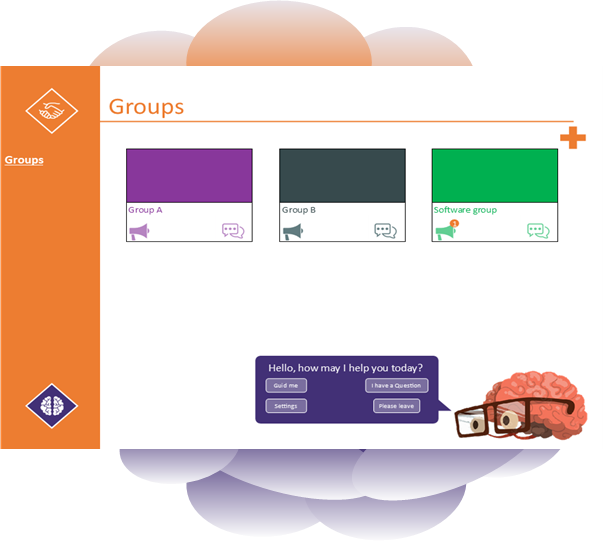 Groups
Groups
Group A
Group B
Software group
1
Hello, how may I help you today?
Guid me
I have a Question
Settings
Please leave